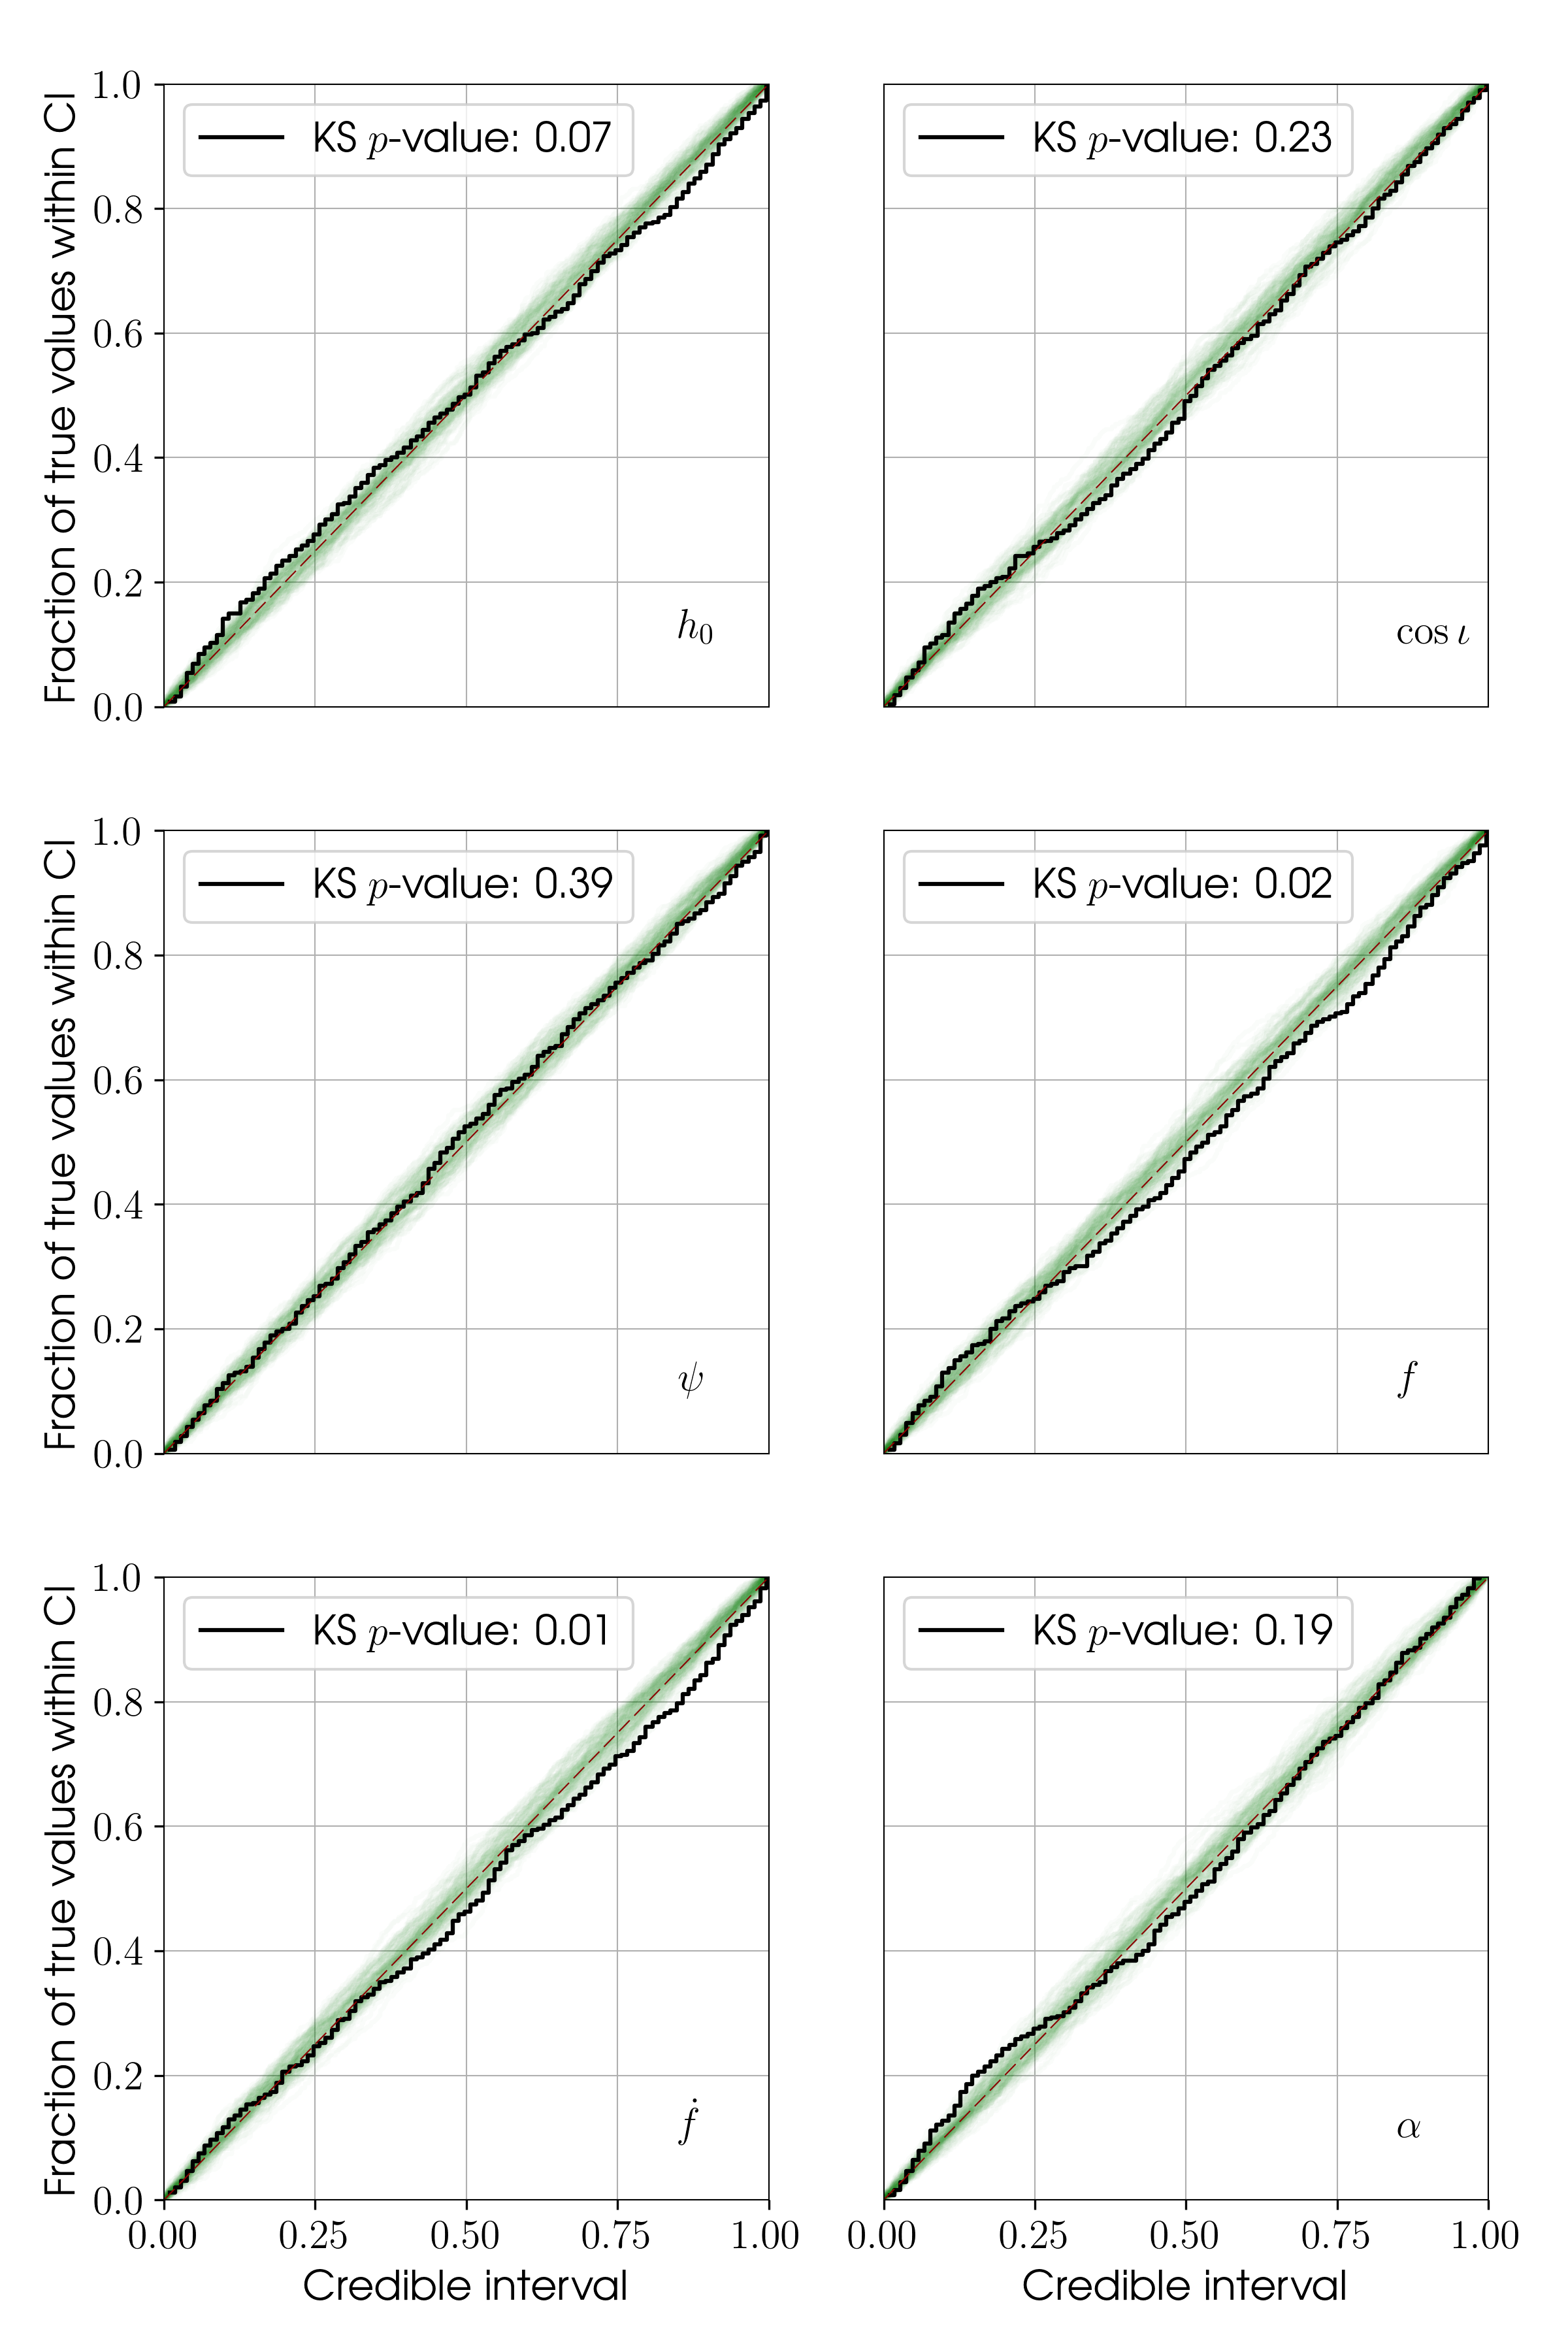 Fraction of true values within CI
1.0
0.8
0.6
0.4
0.2
0.0
KS p-value: 0.07
h₀
KS p-value: 0.23
cos ι
Fraction of true values within CI
1.0
0.8
0.6
0.4
0.2
0.0
KS p-value: 0.39
ψ
KS p-value: 0.02
f
Fraction of true values within CI
1.0
0.8
0.6
0.4
0.2
0.0
KS p-value: 0.01
ḟ
KS p-value: 0.19
α
0.00 0.25 0.50 0.75 1.00
Credible interval
0.00 0.25 0.50 0.75 1.00
Credible interval